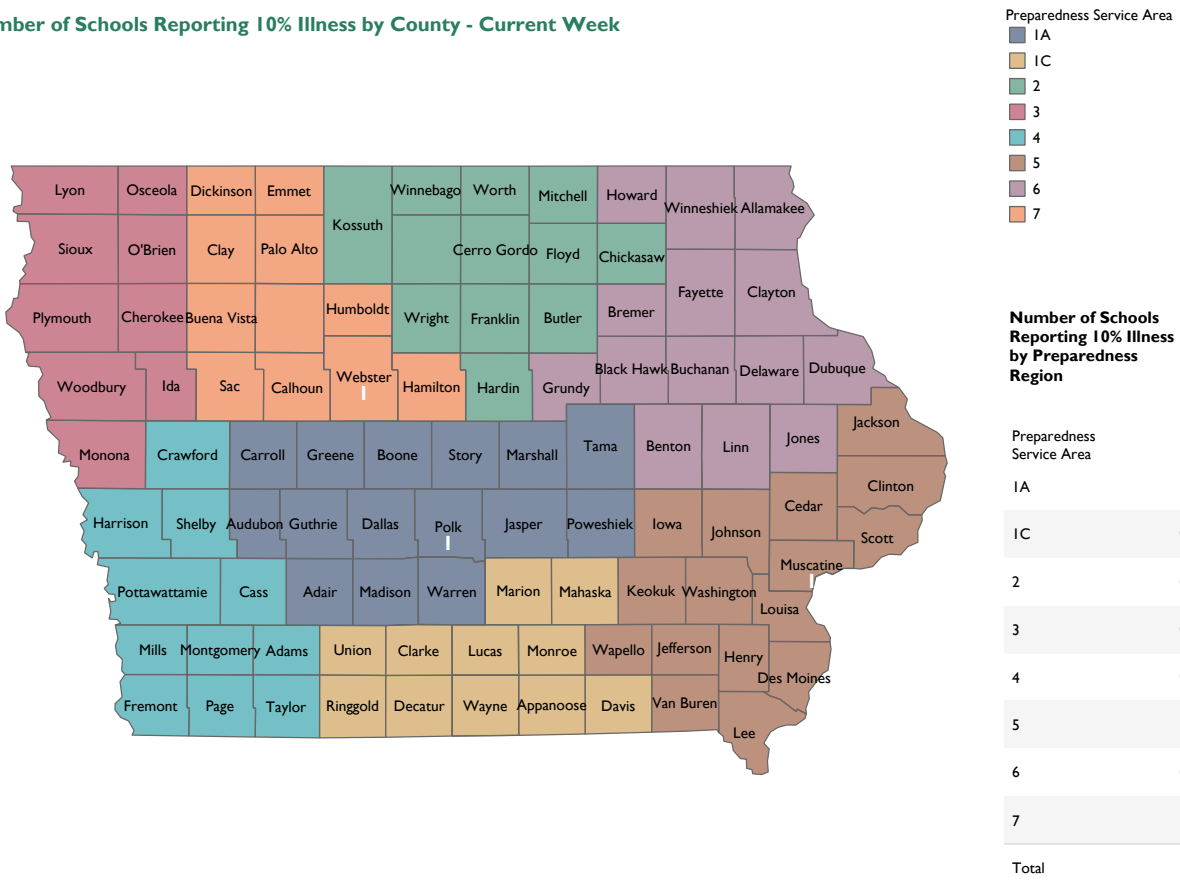 mber of Schools Reporting 10% Illness by County - Current Week
Preparedness Service Area
1A
1C
2
3
4
5
6
7
Lyon Osceola Dickinson Emmet Winnebago Worth Mitchell Howard Winneshiek Allamakee
Kossuth
Sioux O'Brien Clay Palo Alto Cerro Gordo Floyd Chickasaw
Fayette Clayton
Plymouth Cherokee Buena Vista Humboldt Wright Franklin Butler Bremer
Woodbury Ida Sac Calhoun Webster Hamilton Hardin Grundy Black Hawk Buchanan Delaware Dubuque
1
Jackson
Monona Crawford Carroll Greene Boone Story Marshall Tama Benton Linn Jones
Clinton
Harrison Shelby Audubon Guthrie Dallas Polk Jasper Poweshiek Iowa Johnson Cedar Scott
1
Muscatine
1
Pottawattamie Cass Adair Madison Warren Marion Mahaska Keokuk Washington
Louisa
Mills Montgomery Adams Union Clarke Lucas Monroe Wapello Jefferson Henry
Des Moines
Fremont Page Taylor Ringgold Decatur Wayne Appanoose Davis Van Buren
Lee
Number of Schools
Reporting 10% Illness
by Preparedness
Region
Preparedness
Service Area
1A
1C
2
3
4
5
6
7
Total